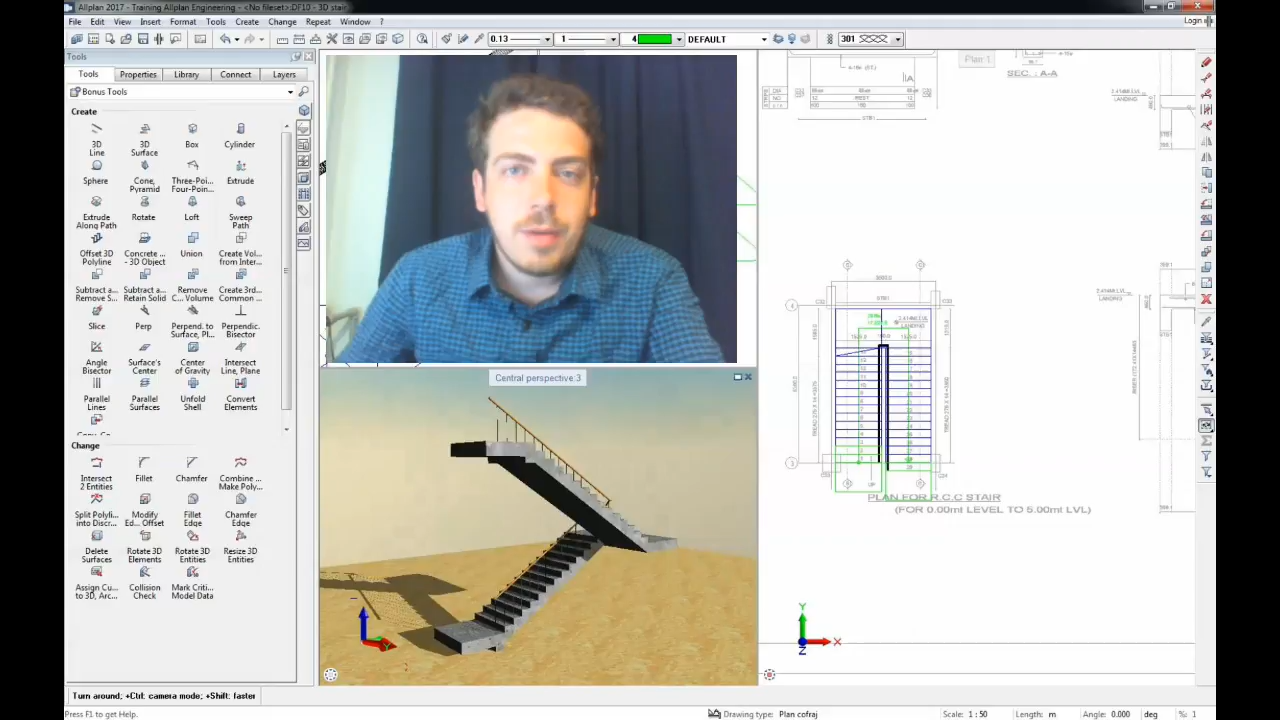 Allplan 2017 - Training Allplan Engineering - <No fileset>:DF10 - 3D stair
File Edit View Insert Format Tools Create Change Repeat Window
Login
0.13 1 4 DEFAULT 301
Tools
Tools Properties Library Connect Layers
Bonus Tools
Create
3D Line
3D Surface
Box
Cylinder
Sphere
Cone, Pyramid
Three-Poi... Four-Poin...
Extrude
Extrude Along Path
Rotate
Loft
Sweep Path
Offset 3D Polyline
Concrete ... - 3D Object
Union
Create Vol... from Inter...
Subtract a... Remove S...
Subtract a... Retain Solid
Remove C... Volume
Create 3rd... Common ...
Slice
Perp
Perpend. to Surface, Pl...
Perpendic. Bisector
Angle Bisector
Surface's Center
Center of Gravity
Intersect Line, Plane
Parallel Lines
Parallel Surfaces
Unfold Shell
Convert Elements
Change
Intersect 2 Entities
Fillet
Chamfer
Combine ... Make Poly...
Split Polyli... into Discr...
Modify Ed... Offset
Fillet Edge
Chamfer Edge
Delete Surfaces
Rotate 3D Elements
Rotate 3D Entities
Resize 3D Entities
Assign Cu... to 3D, Arc...
Collision Check
Mark Criti... Model Data
Central perspective:3
Plan 1
SEC. : A-A
A
PLAN FOR R.C.C STAIR
(FOR 0.00mt LEVEL TO 5.00mt LVL)
Y
X
Z
Turn around; +Ctrl: camera mode; +Shift: faster
Press F1 to get Help.
Drawing type: Plan cofraj
Scale: 1 : 50
Length: m
Angle: 0.000 deg
%: 1